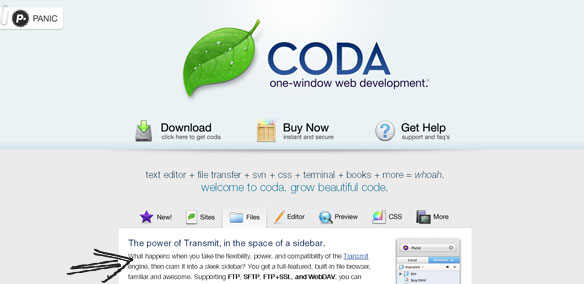 PANIC
CODA
one-window web development.
Download
click here to get coda
Buy Now
instant and secure
Get Help
support and faq's
text editor + file transfer + svn + css + terminal + books + more = whoah.
welcome to coda. grow beautiful code.
New!
Sites
Files
Editor
Preview
CSS
More
The power of Transmit, in the space of a sidebar.
What happens when you take the flexibility, power, and compatibility of the Transmit
engine, then cram it into a sleek sidebar? You get a full-featured, built-in file browser,
familiar and awesome. Supporting FTP, SFTP, FTP+SSL, and WebDAV, you can
Panic
Local
transmit
bin
buy.html